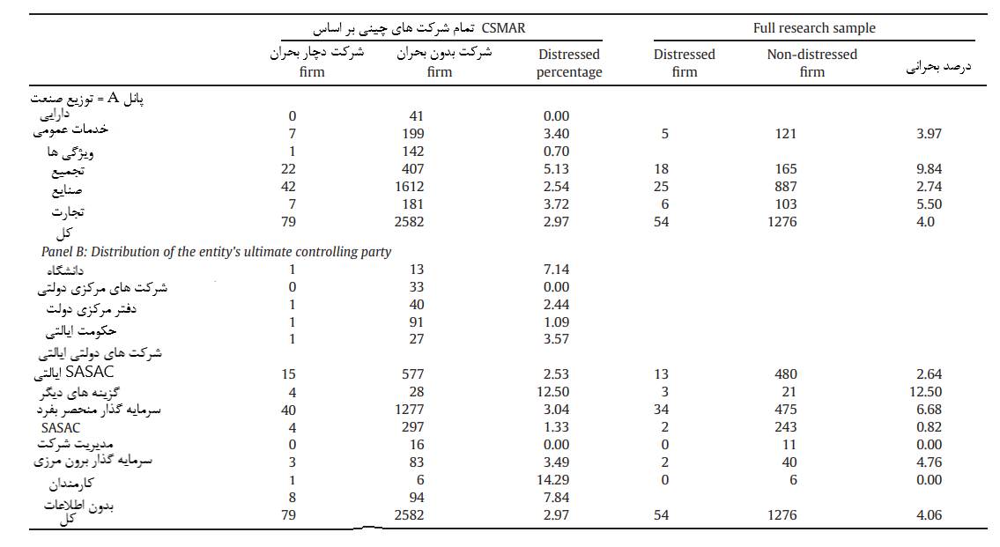 تمام شرکت های چینی بر اساس CSMAR Full research sample
شرکت دچار بحران firm شرکت بدون بحران firm Distressed percentage Distressed firm Non-distressed firm درصد بحرانی
پانل A = توزیع صنعت
دارایی 0 41 0.00
خدمات عمومی 7 199 3.40 5 121 3.97
ویژگی ها 1 142 0.70
تجمیع 22 407 5.13 18 165 9.84
صنایع 42 1612 2.54 25 887 2.74
تجارت 7 181 3.72 6 103 5.50
کل 79 2582 2.97 54 1276 4.0
Panel B: Distribution of the entity's ultimate controlling party
دانشگاه 1 13 7.14
شرکت های مرکزی دولتی 0 33 0.00
دفتر مرکزی دولت 1 40 2.44
حکومت ایالتی 1 91 1.09
شرکت های دولتی ایالتی 1 27 3.57
SASAC ایالتی 15 577 2.53 13 480 2.64
گزینه های دیگر 4 28 12.50 3 21 12.50
سرمایه گذار منحصر بفرد 40 1277 3.04 34 475 6.68
SASAC 4 297 1.33 2 243 0.82
مدیریت شرکت 0 16 0.00 0 11 0.00
سرمایه گذار برون مرزی 3 83 3.49 2 40 4.76
کارمندان 1 6 14.29 0 6 0.00
بدون اطلاعات 8 94 7.84
کل 79 2582 2.97 54 1276 4.06